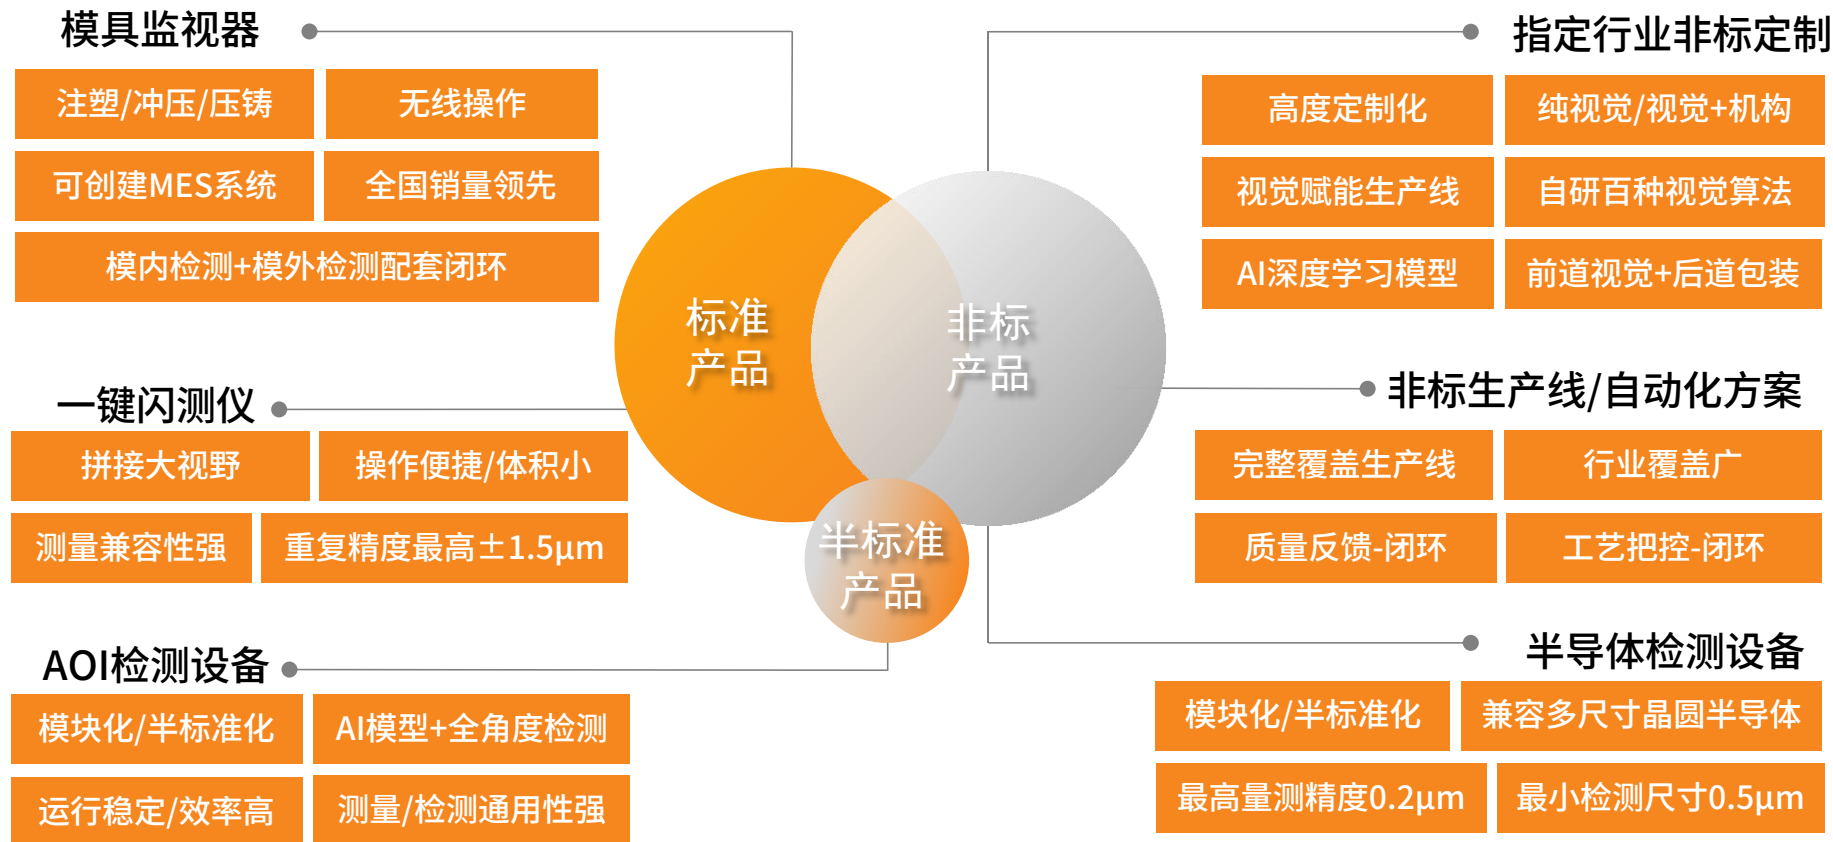 模具监视器
注塑/冲压/压铸
无线操作
可创建MES系统
全国销量领先
模内检测+模外检测配套闭环
一键闪测仪
拼接大视野
操作便捷/体积小
测量兼容性强
重复精度最高±1.5μm
AOI检测设备
模块化/半标准化
AI模型+全角度检测
运行稳定/效率高
测量/检测通用性强
标准
产品
非标
产品
半标准
产品
指定行业非标定制
高度定制化
纯视觉/视觉+机构
视觉赋能生产线
自研百种视觉算法
AI深度学习模型
前道视觉+后道包装
非标生产线/自动化方案
完整覆盖生产线
行业覆盖广
质量反馈-闭环
工艺把控-闭环
半导体检测设备
模块化/半标准化
兼容多尺寸晶圆半导体
最高量测精度0.2μm
最小检测尺寸0.5μm